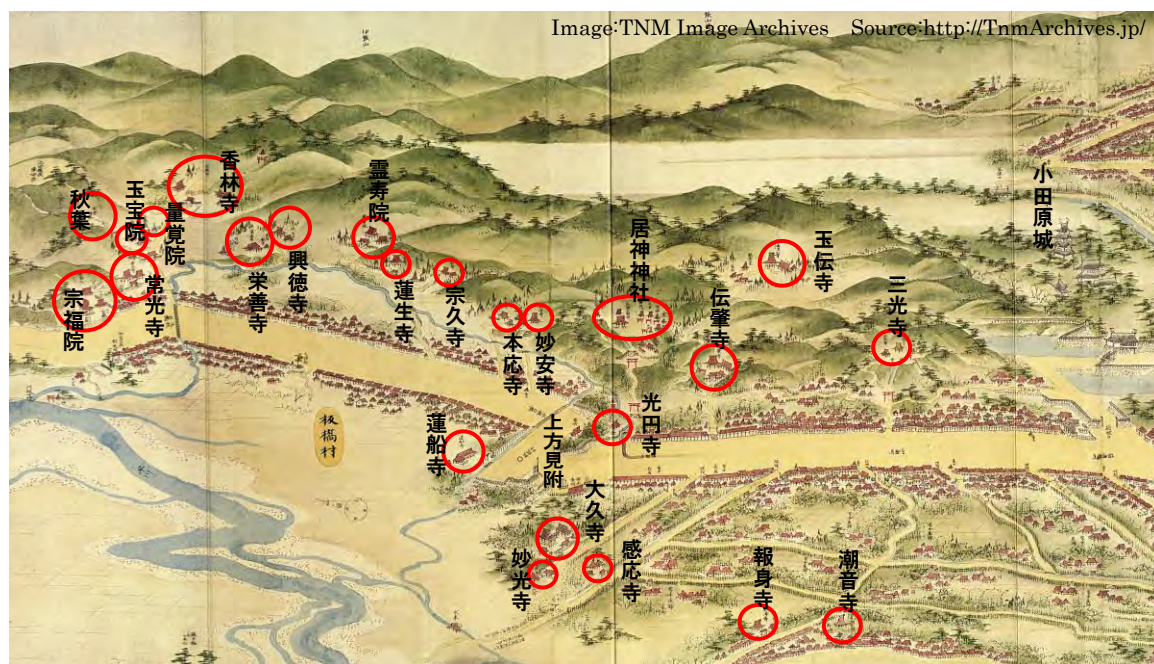 Image:TNM Image Archives Source:http://TnmArchives.jp/
小田原城
香林寺
霊寿院
玉宝院
秋葉
量覚院
居神神社
玉伝寺
興徳寺
栄善寺
常光寺
宗福院
蓮生寺
宗久寺
伝肇寺
三光寺
本応寺
妙安寺
光円寺
板橋村
蓮船寺
上方見附
大久寺
感応寺
妙光寺
報身寺
潮音寺